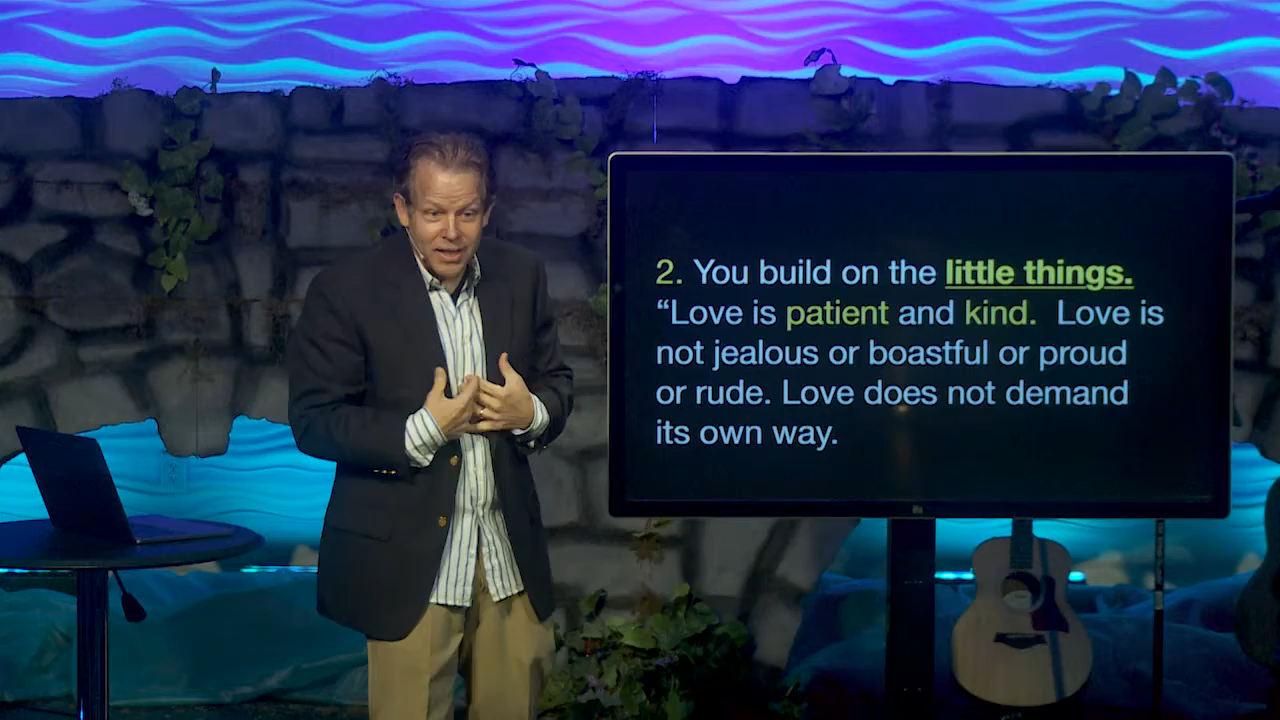 2. You build on the little things.
“Love is patient and kind.  Love is
not jealous or boastful or proud
or rude. Love does not demand
its own way.